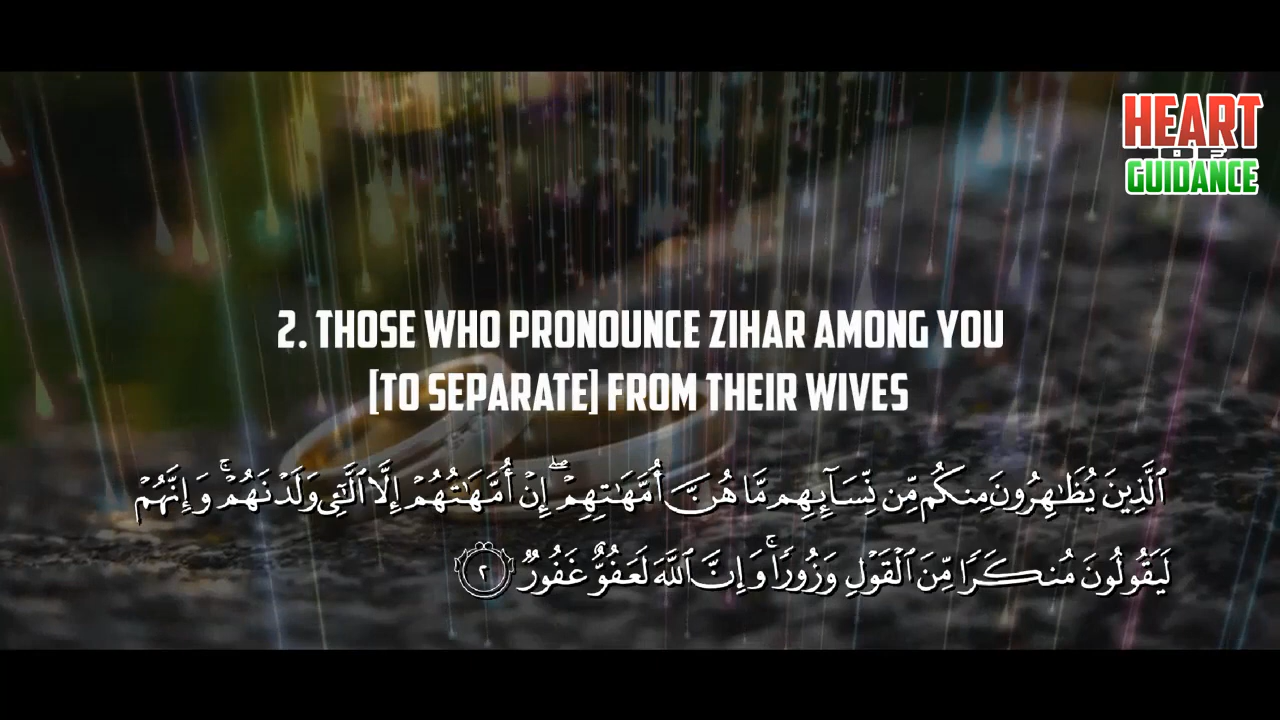 HEART
OF
GUIDANCE
2. THOSE WHO PRONOUNCE ZIHAR AMONG YOU
[TO SEPARATE] FROM THEIR WIVES
ٱلَّذِينَ يُظَٰهِرُونَ مِنكُم مِّن نِّسَآئِهِم مَّا هُنَّ أُمَّهَٰتِهِمْ ۖ إِنْ أُمَّهَٰتُهُمْ إِلَّا ٱلَّٰٓـِٔى وَلَدْنَهُمْ ۚ وَإِنَّهُمْ
لَيَقُولُونَ مُنكَرًا مِّنَ ٱلْقَوْلِ وَزُورًا ۚ وَإِنَّ ٱللَّهَ لَعَفُوٌّ غَفُورٌ ٢